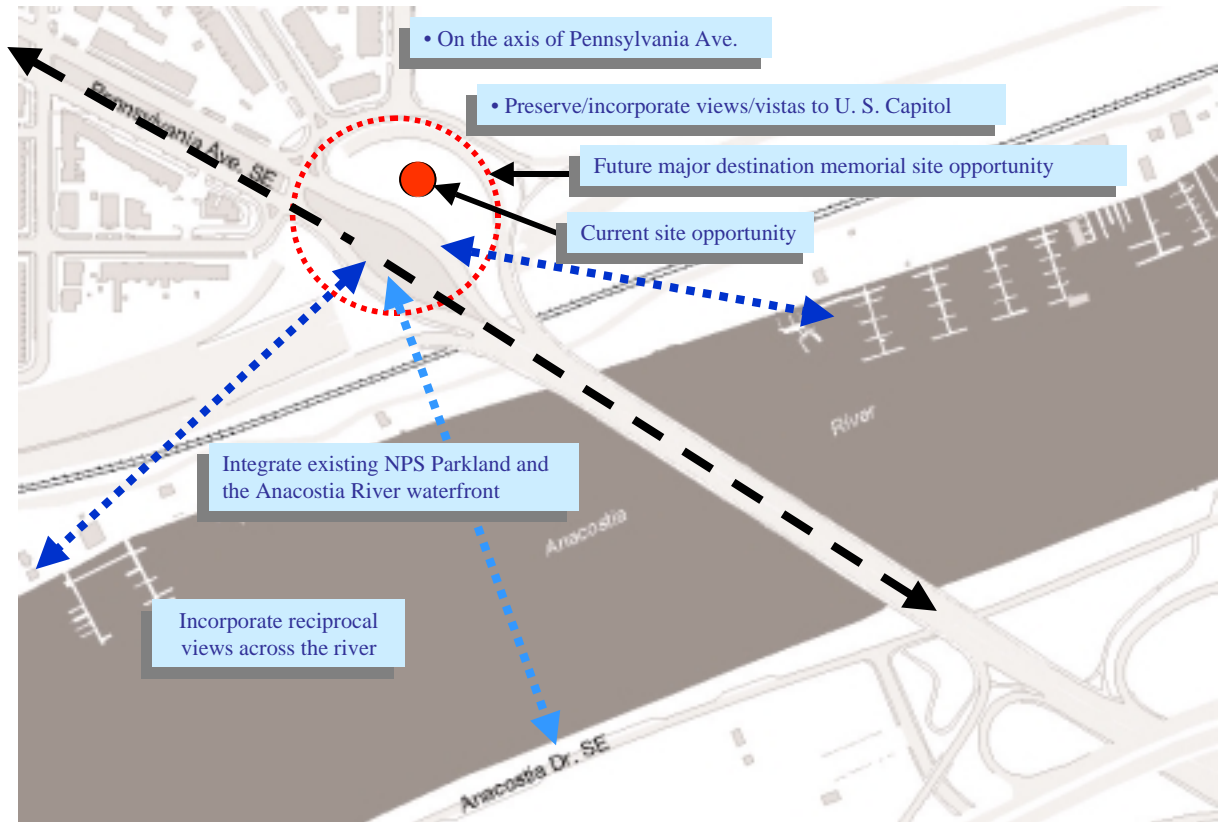 • On the axis of Pennsylvania Ave.
• Preserve/incorporate views/vistas to U. S. Capitol
Pennsylvania Ave, SE
Future major destination memorial site opportunity
Current site opportunity
River
Integrate existing NPS Parkland and
the Anacostia River waterfront
Anacostia
Incorporate reciprocal
views across the river
Anacostia Dr, SE